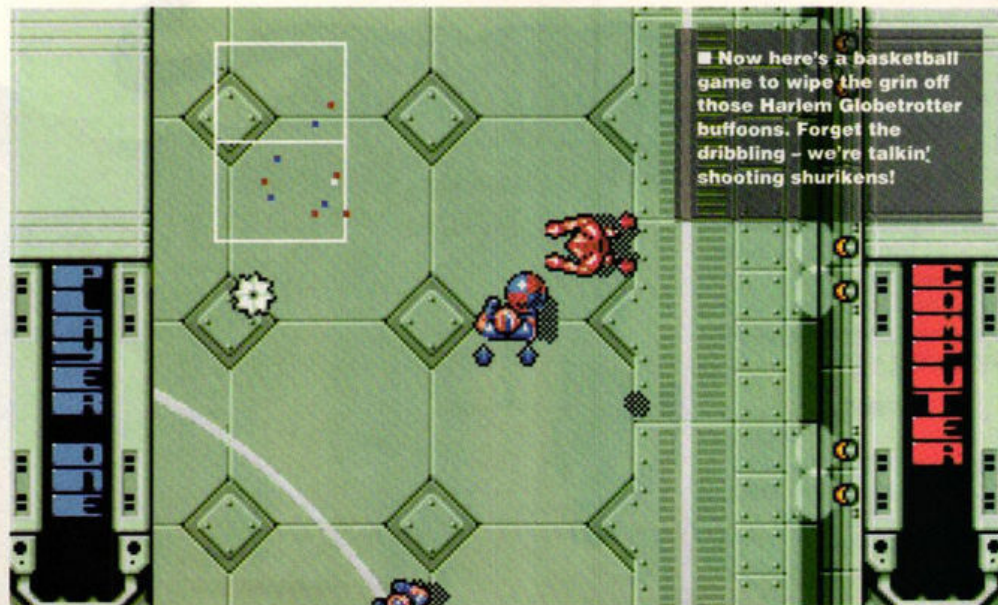 ■ Now here's a basketball
game to wipe the grin off
those Harlem Globetrotter
buffoons. Forget the
dribbling – we're talkin'
shooting shurikens!
PLAYER ONE
COMPUTER